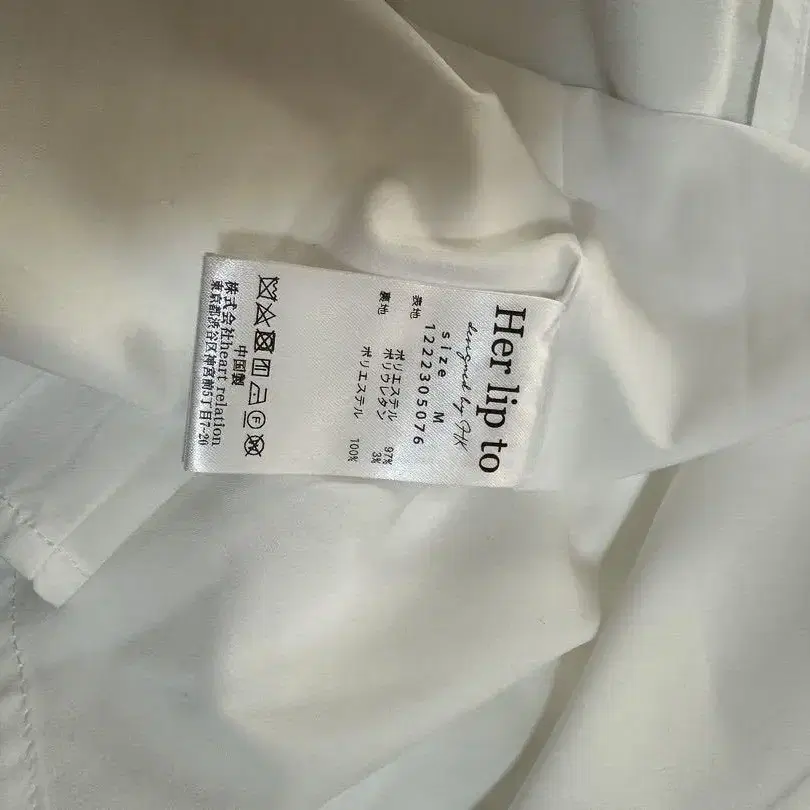 Her lip to
designed by
size M
1222305076
表地 ポリエステル 97%
ポリウレタン 3%
裏地 ポリエステル 100%
F
中国製
株式会社heart relation
東京都渋谷区神宮前5丁目7-20